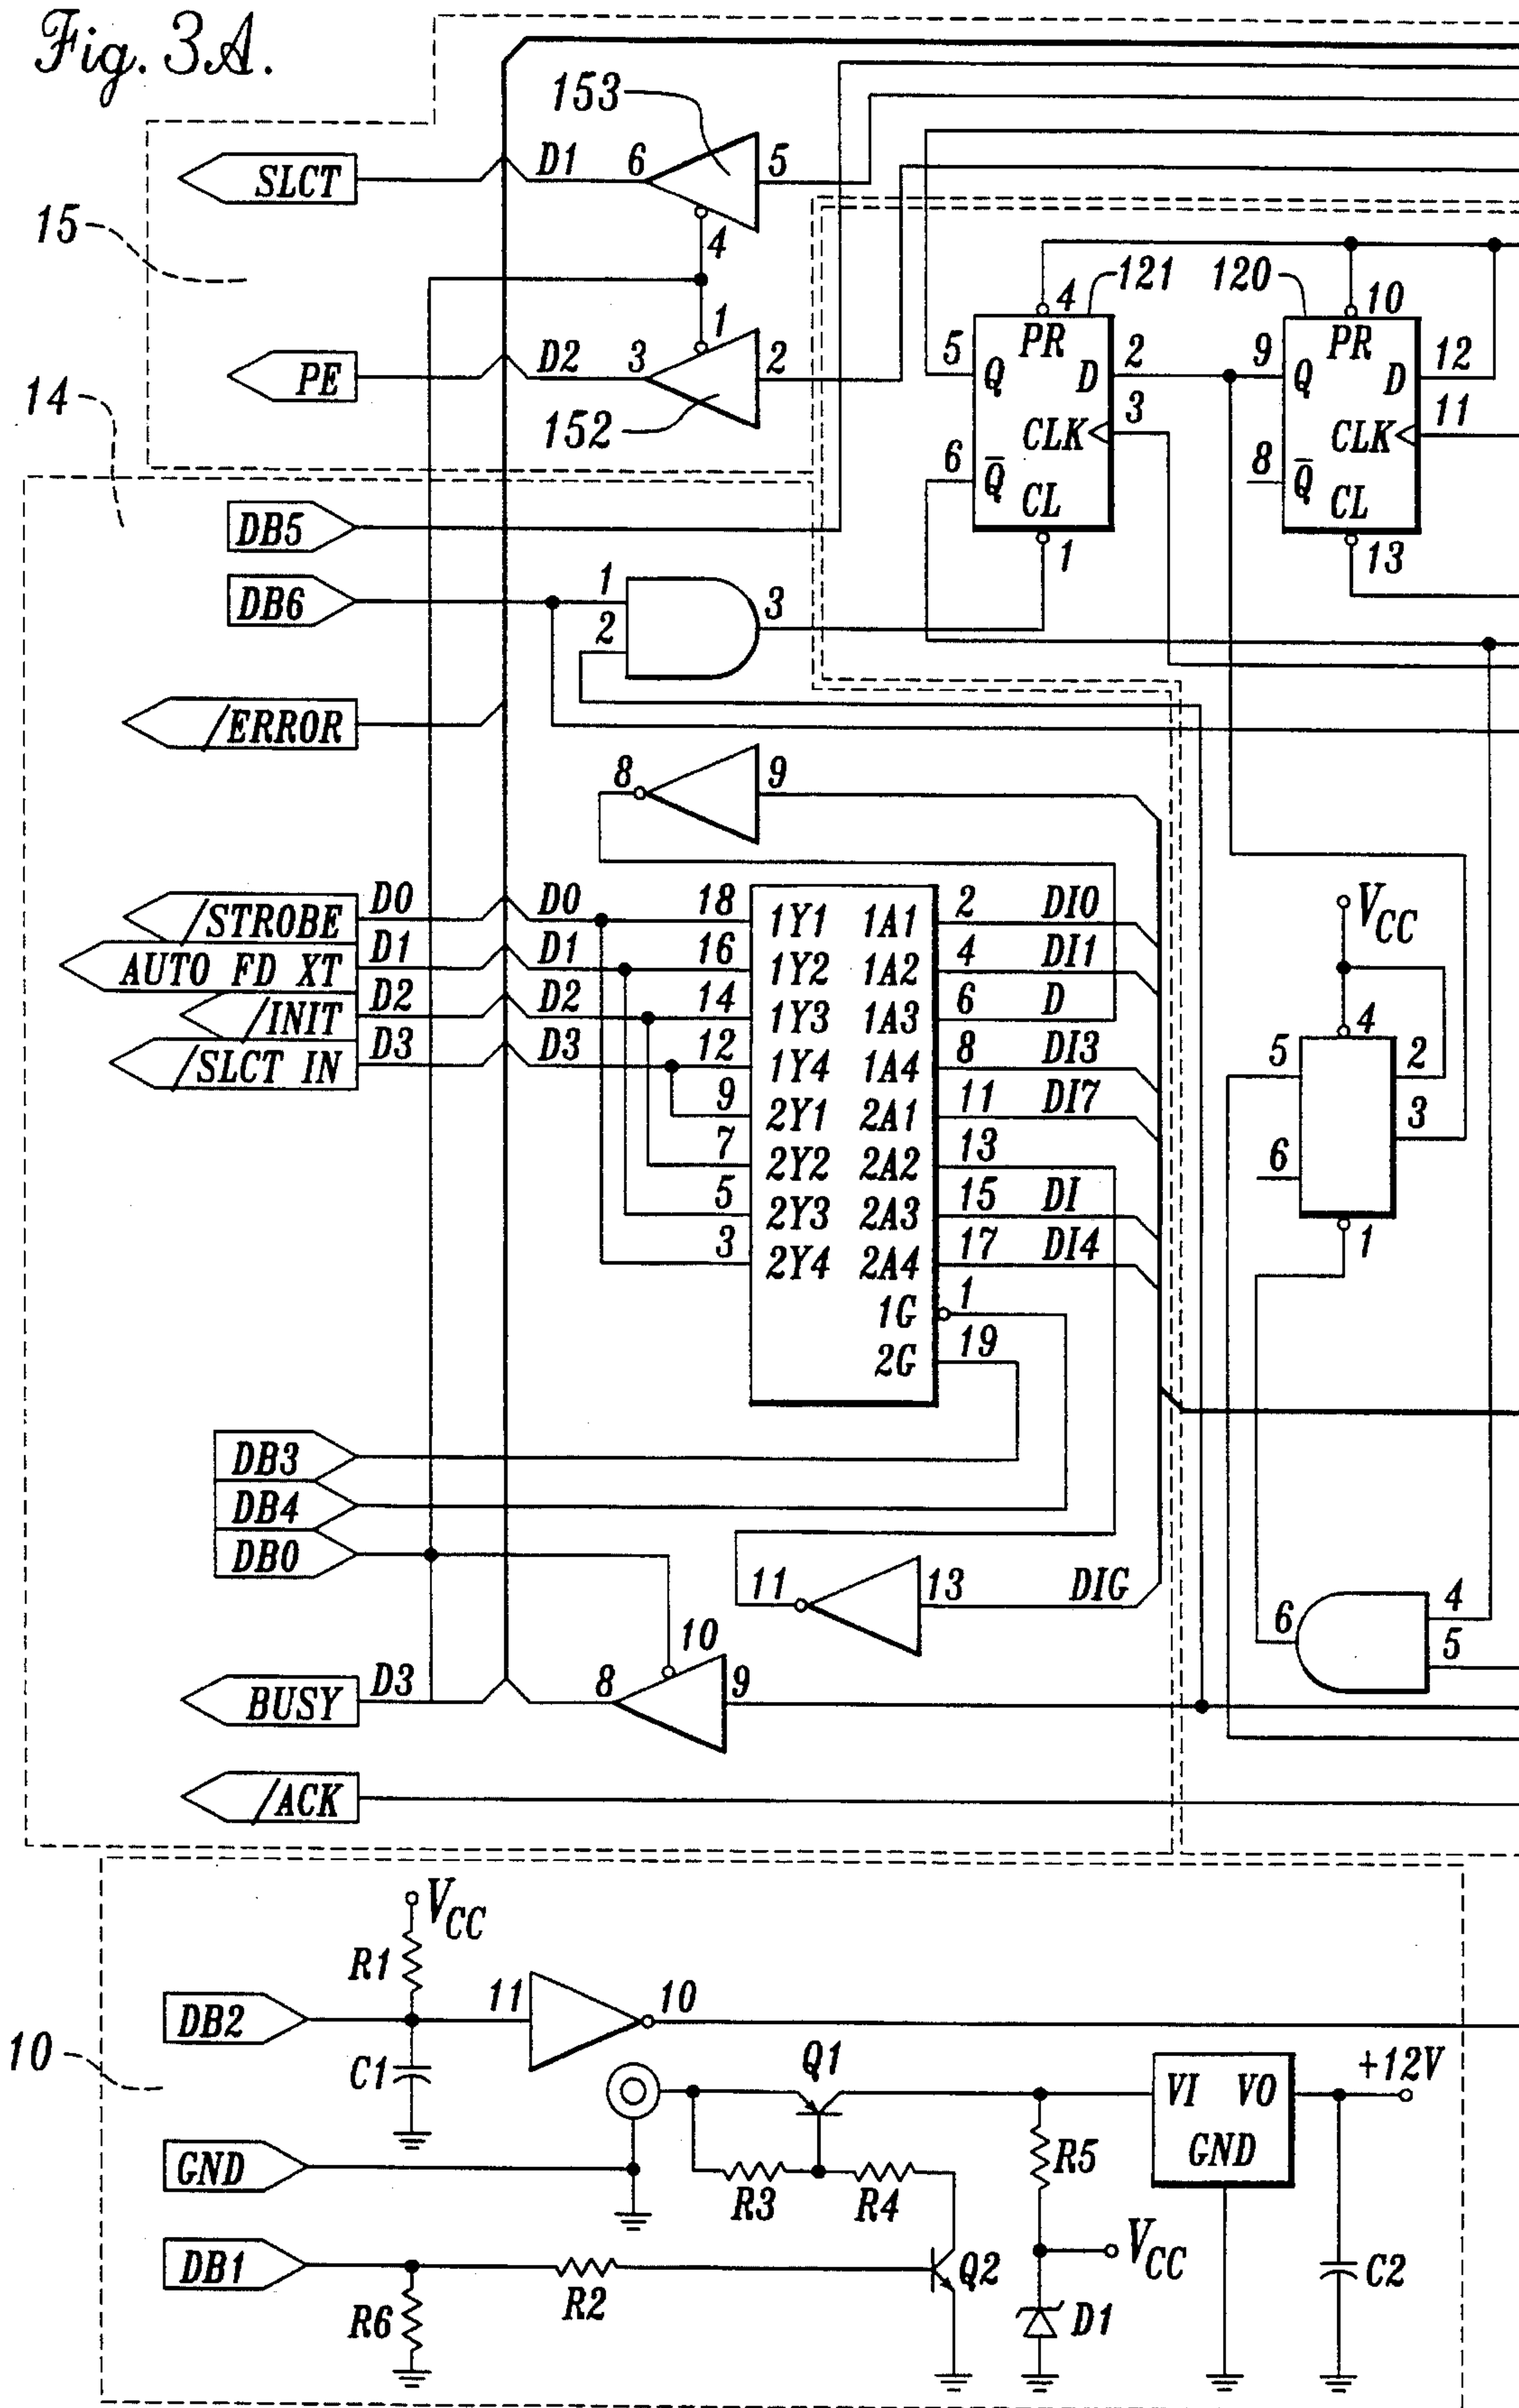 Fig. 3A.
153
SLCT D1 6 5
15
4
121 120
4 10
1
PE D2 3 2
5 Q PR D 2 9 Q PR D 12
14
152
CLK 3 CLK 11
6 Q̅ CL 8 Q̅ CL
DB5
1 13
DB6 1 3
2
/ERROR
8 9
/STROBE D0 D0 18 1Y1 1A1 2 DI0
VCC
AUTO FD XT D1 D1 16 1Y2 1A2 4 DI1
/INIT D2 D2 14 1Y3 1A3 6 D
4
/SLCT IN D3 D3 12 1Y4 1A4 8 DI3
5 2
9 2Y1 2A1 11 DI7
3
7 2Y2 2A2 13
6
5 2Y3 2A3 15 DI
1
3 2Y4 2A4 17 DI4
1G 1
2G 19
DB3
DB4
DB0
11 13 DIG
4
6
10
5
BUSY D3 8 9
/ACK
VCC
R1
DB2 11 10
10
C1
Q1
+12V
VI VO
GND
GND
R3 R4 R5
DB1 VCC
R2 Q2 C2
R6 D1